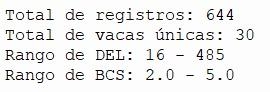 Total de registros: 644
Total de vacas únicas: 30
Rango de DEL: 16 - 485
Rango de BCS: 2.0 - 5.0